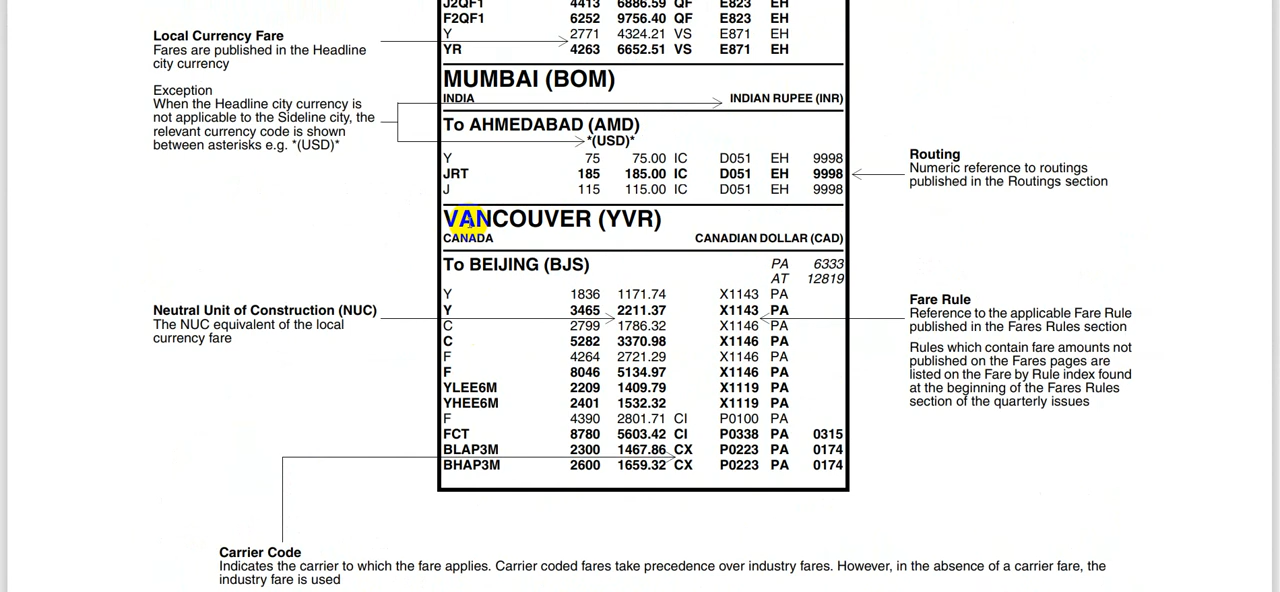 J2QF1 4413 6886.59 QF E823 EH
F2QF1 6252 9756.40 QF E823 EH
Y 2771 4324.21 VS E871 EH
YR 4263 6652.51 VS E871 EH
Local Currency Fare
Fares are published in the Headline
city currency
Exception
When the Headline city currency is
not applicable to the Sideline city, the
relevant currency code is shown
between asterisks e.g. *(USD)*
MUMBAI (BOM)
INDIA INDIAN RUPEE (INR)
To AHMEDABAD (AMD)
*(USD)*
Y 75 75.00 IC D051 EH 9998
JRT 185 185.00 IC D051 EH 9998
J 115 115.00 IC D051 EH 9998
Routing
Numeric reference to routings
published in the Routings section
VANCOUVER (YVR)
CANADA CANADIAN DOLLAR (CAD)
To BEIJING (BJS) PA 6333
AT 12819
Y 1836 1171.74 X1143 PA
Y 3465 2211.37 X1143 PA
C 2799 1786.32 X1146 PA
C 5282 3370.98 X1146 PA
F 4264 2721.29 X1146 PA
F 8046 5134.97 X1146 PA
YLEE6M 2209 1409.79 X1119 PA
YHEE6M 2401 1532.32 X1119 PA
F 4390 2801.71 CI P0100 PA
FCT 8780 5603.42 CI P0338 PA 0315
BLAP3M 2300 1467.86 CX P0223 PA 0174
BHAP3M 2600 1659.32 CX P0223 PA 0174
Neutral Unit of Construction (NUC)
The NUC equivalent of the local
currency fare
Fare Rule
Reference to the applicable Fare Rule
published in the Fares Rules section
Rules which contain fare amounts not
published on the Fares pages are
listed on the Fare by Rule index found
at the beginning of the Fares Rules
section of the quarterly issues
Carrier Code
Indicates the carrier to which the fare applies. Carrier coded fares take precedence over industry fares. However, in the absence of a carrier fare, the
industry fare is used